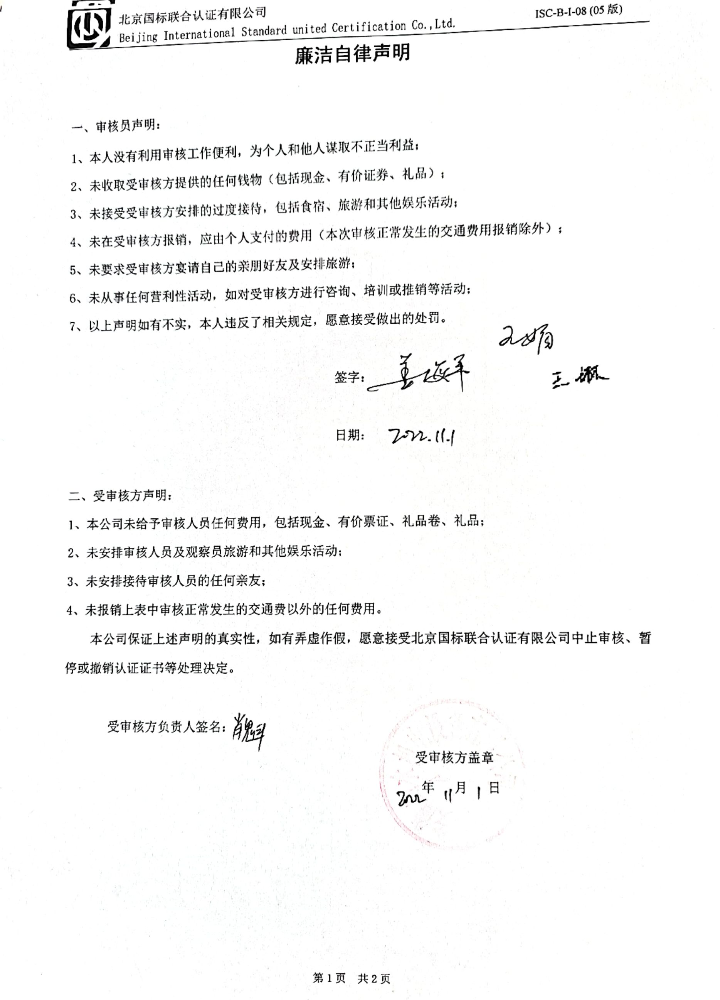 北京国标联合认证有限公司
ISC-B-I-08 (05 版)
Beijing International Standard united Certification Co.,Ltd.
廉洁自律声明
一、审核员声明:
1、本人没有利用审核工作便利，为个人和他人谋取不正当利益;
2、未收取受审核方提供的任何钱物（包括现金、有价证券、礼品）;
3、未接受受审核方安排的过度接待，包括食宿、旅游和其他娱乐活动;
4、未在受审核方报销，应由个人支付的费用（本次审核正常发生的交通费用报销除外）;
5、未要求受审核方宴请自己的亲朋好友及安排旅游;
6、未从事任何营利性活动，如对受审核方进行咨询、培训或推销等活动;
7、以上声明如有不实，本人违反了相关规定，愿意接受做出的处罚。
签字: 姜海军
日期: 2022.11.1
二、受审核方声明:
1、本公司未给予审核人员任何费用，包括现金、有价票证、礼品卷、礼品;
2、未安排审核人员及观察员旅游和其他娱乐活动;
3、未安排接待审核人员的任何亲友;
4、未报销上表中审核正常发生的交通费以外的任何费用。
本公司保证上述声明的真实性，如有弄虚作假，愿意接受北京国标联合认证有限公司中止审核、暂
停或撤销认证证书等处理决定。
受审核方负责人签名: 肖魁
受审核方盖章
2022年 11月 1日
第 1 页 共 2 页